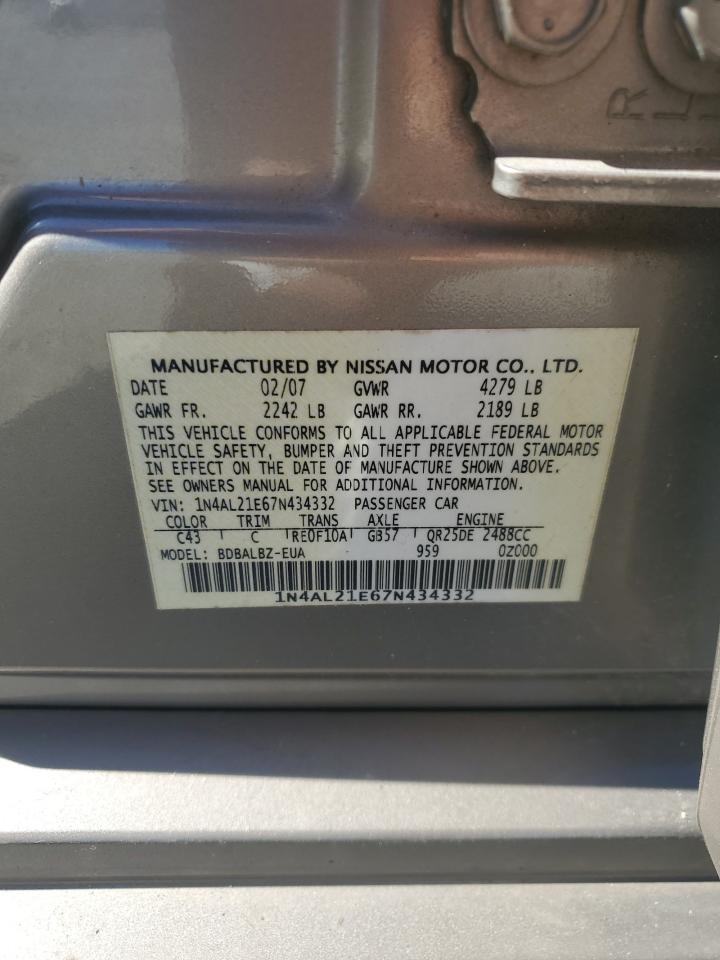 R
MANUFACTURED BY NISSAN MOTOR CO., LTD.
DATE 02/07 GVWR 4279 LB
GAWR FR. 2242 LB GAWR RR. 2189 LB
THIS VEHICLE CONFORMS TO ALL APPLICABLE FEDERAL MOTOR
VEHICLE SAFETY, BUMPER AND THEFT PREVENTION STANDARDS
IN EFFECT ON THE DATE OF MANUFACTURE SHOWN ABOVE.
SEE OWNERS MANUAL FOR ADDITIONAL INFORMATION.
VIN: 1N4AL21E67N434332 PASSENGER CAR
COLOR TRIM TRANS AXLE ENGINE
C43 C RE0F10A GB57 QR25DE 2488CC
MODEL: BDBALBZ-EUA 959 0Z000
1N4AL21E67N434332